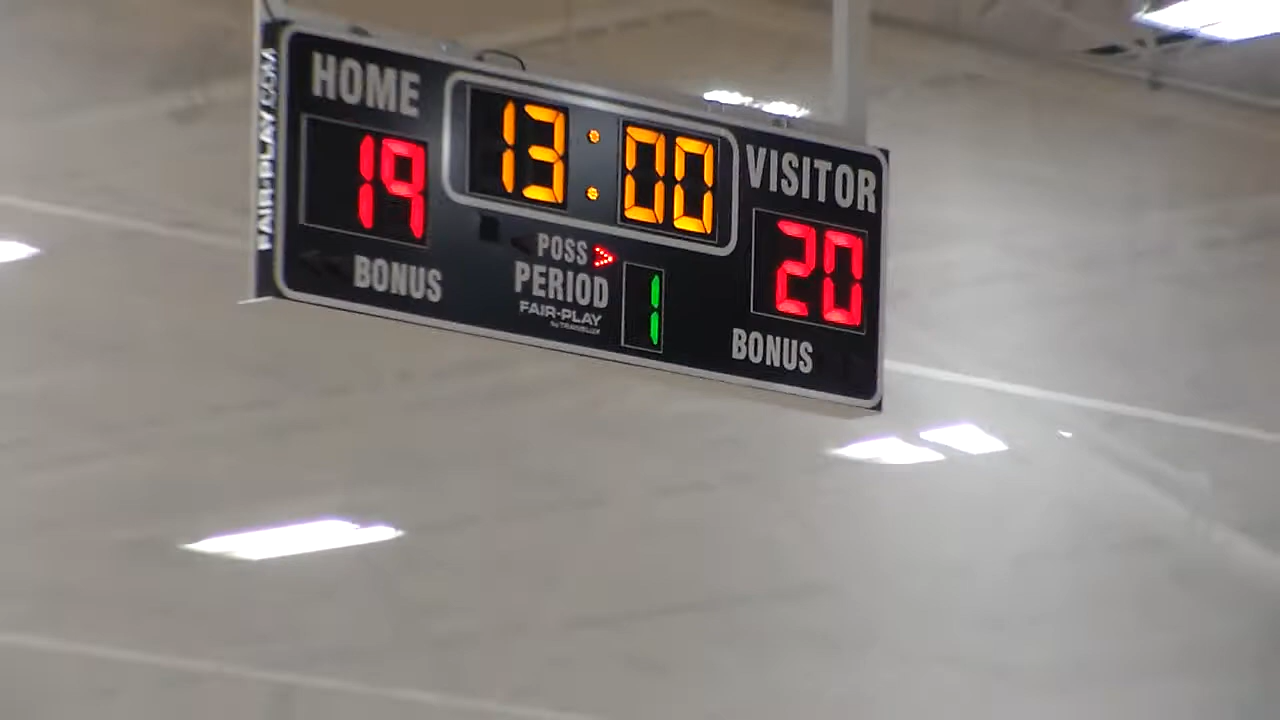 FAIR-PLAY.COM
HOME
13:00
VISITOR
19
20
POSS
PERIOD
1
BONUS
FAIR-PLAY
BONUS